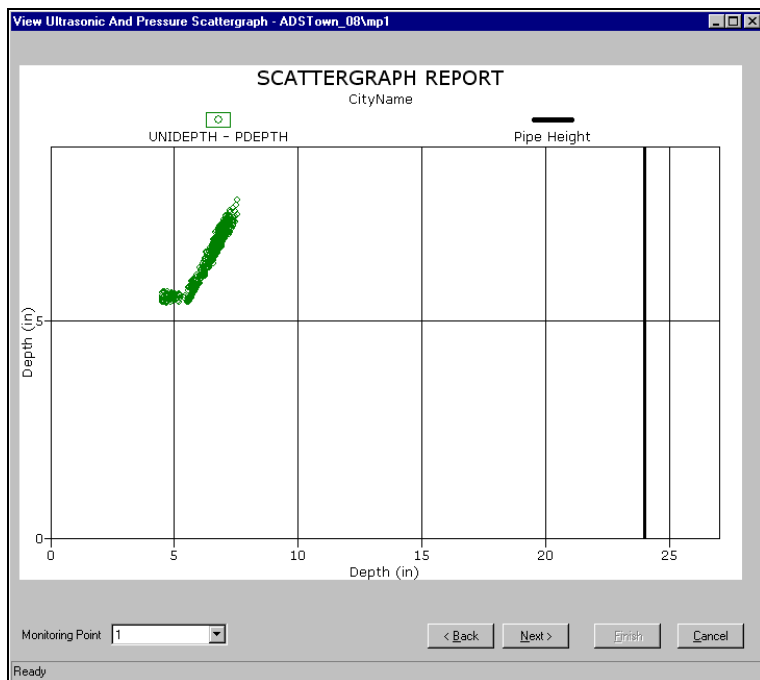 View Ultrasonic And Pressure Scattergraph - ADSTown_08\mp1
SCATTERGRAPH REPORT
CityName
UNIDEPTH - PDEPTH
Pipe Height
Depth (in)
5
0
0 5 10 15 20 25
Depth (in)
Monitoring Point 1
< Back Next > Finish Cancel
Ready